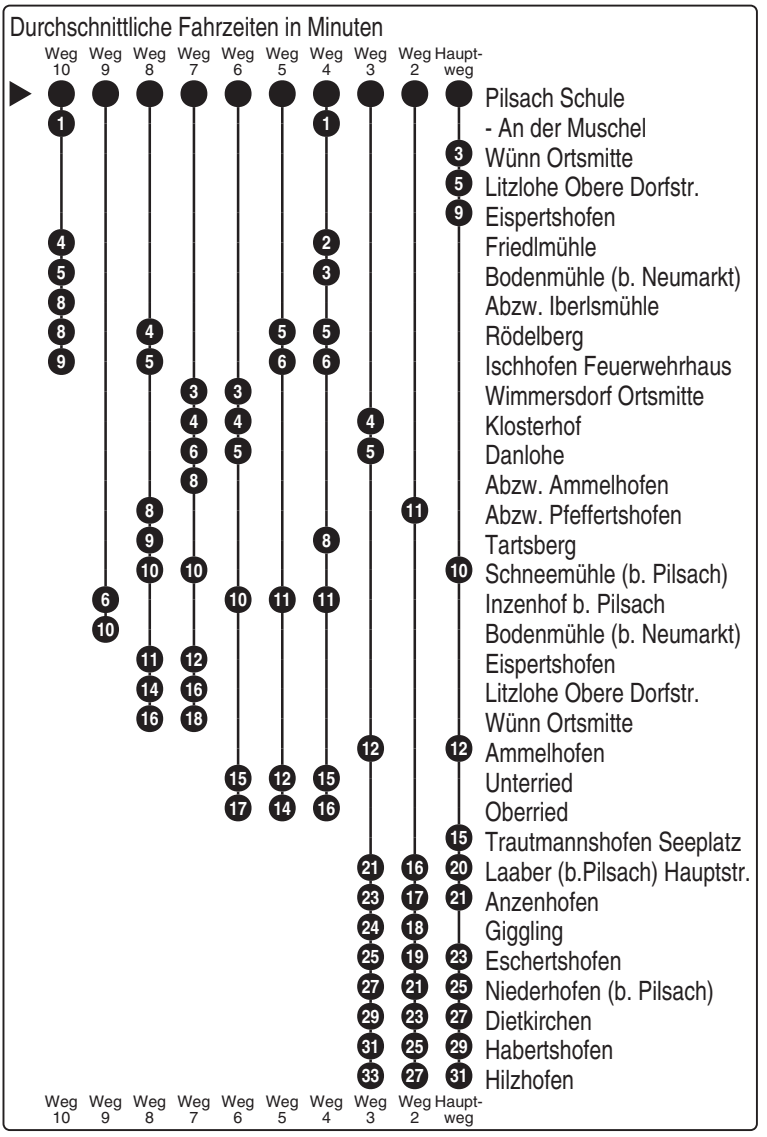 Durchschnittliche Fahrzeiten in Minuten
Weg 10 Weg 9 Weg 8 Weg 7 Weg 6 Weg 5 Weg 4 Weg 3 Weg 2 Haupt-weg
Pilsach Schule
1 1 - An der Muschel
3 Wünn Ortsmitte
5 Litzlohe Obere Dorfstr.
9 Eispertshofen
4 2 Friedlmühle
5 3 Bodenmühle (b. Neumarkt)
8 Abzw. Iberlsmühle
8 4 5 5 Rödelberg
9 5 6 6 Ischhofen Feuerwehrhaus
3 3 Wimmersdorf Ortsmitte
4 4 4 Klosterhof
6 5 5 Danlohe
8 Abzw. Ammelhofen
8 11 Abzw. Pfeffertshofen
9 8 Tartsberg
10 10 10 Schneemühle (b. Pilsach)
6 10 11 11 Inzenhof b. Pilsach
10 Bodenmühle (b. Neumarkt)
11 12 Eispertshofen
14 16 Litzlohe Obere Dorfstr.
16 18 Wünn Ortsmitte
12 12 Ammelhofen
15 12 15 Unterried
17 14 16 Oberried
15 Trautmannshofen Seeplatz
21 16 20 Laaber (b.Pilsach) Hauptstr.
23 17 21 Anzenhofen
24 18 Giggling
25 19 23 Eschertshofen
27 21 25 Niederhofen (b. Pilsach)
29 23 27 Dietkirchen
31 25 29 Habertshofen
33 27 31 Hilzhofen
Weg 10 Weg 9 Weg 8 Weg 7 Weg 6 Weg 5 Weg 4 Weg 3 Weg 2 Haupt-weg